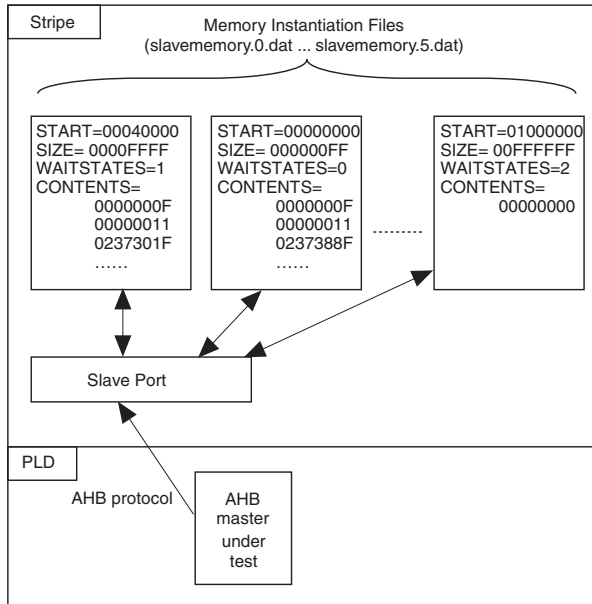 Stripe
Memory Instantiation Files
(slavememory.0.dat ... slavememory.5.dat)
START=00040000
SIZE= 0000FFFF
WAITSTATES=1
CONTENTS=
0000000F
00000011
0237301F
......
START=00000000
SIZE= 000000FF
WAITSTATES=0
CONTENTS=
0000000F
00000011
0237388F
......
.........
START=01000000
SIZE= 00FFFFFF
WAITSTATES=2
CONTENTS=
00000000
Slave Port
PLD
AHB protocol
AHB
master
under
test